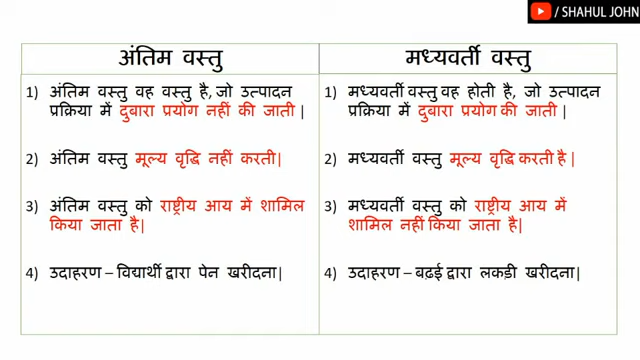 / SHAHUL JOHN
अंतिम वस्तु
1) अंतिम वस्तु वह वस्तु है, जो उत्पादन
प्रक्रिया में दुबारा प्रयोग नहीं की जाती |
2) अंतिम वस्तु मूल्य वृद्धि नहीं करती|
3) अंतिम वस्तु को राष्ट्रीय आय में शामिल
किया जाता है|
4) उदाहरण – विद्यार्थी द्वारा पेन खरीदना|
मध्यवर्ती वस्तु
1) मध्यवर्ती वस्तु वह होती है, जो उत्पादन
प्रक्रिया में दुबारा प्रयोग की जाती |
2) मध्यवर्ती वस्तु मूल्य वृद्धि करती है |
3) मध्यवर्ती वस्तु को राष्ट्रीय आय में
शामिल नहीं किया जाता है|
4) उदाहरण – बढ़ई द्वारा लकड़ी खरीदना|